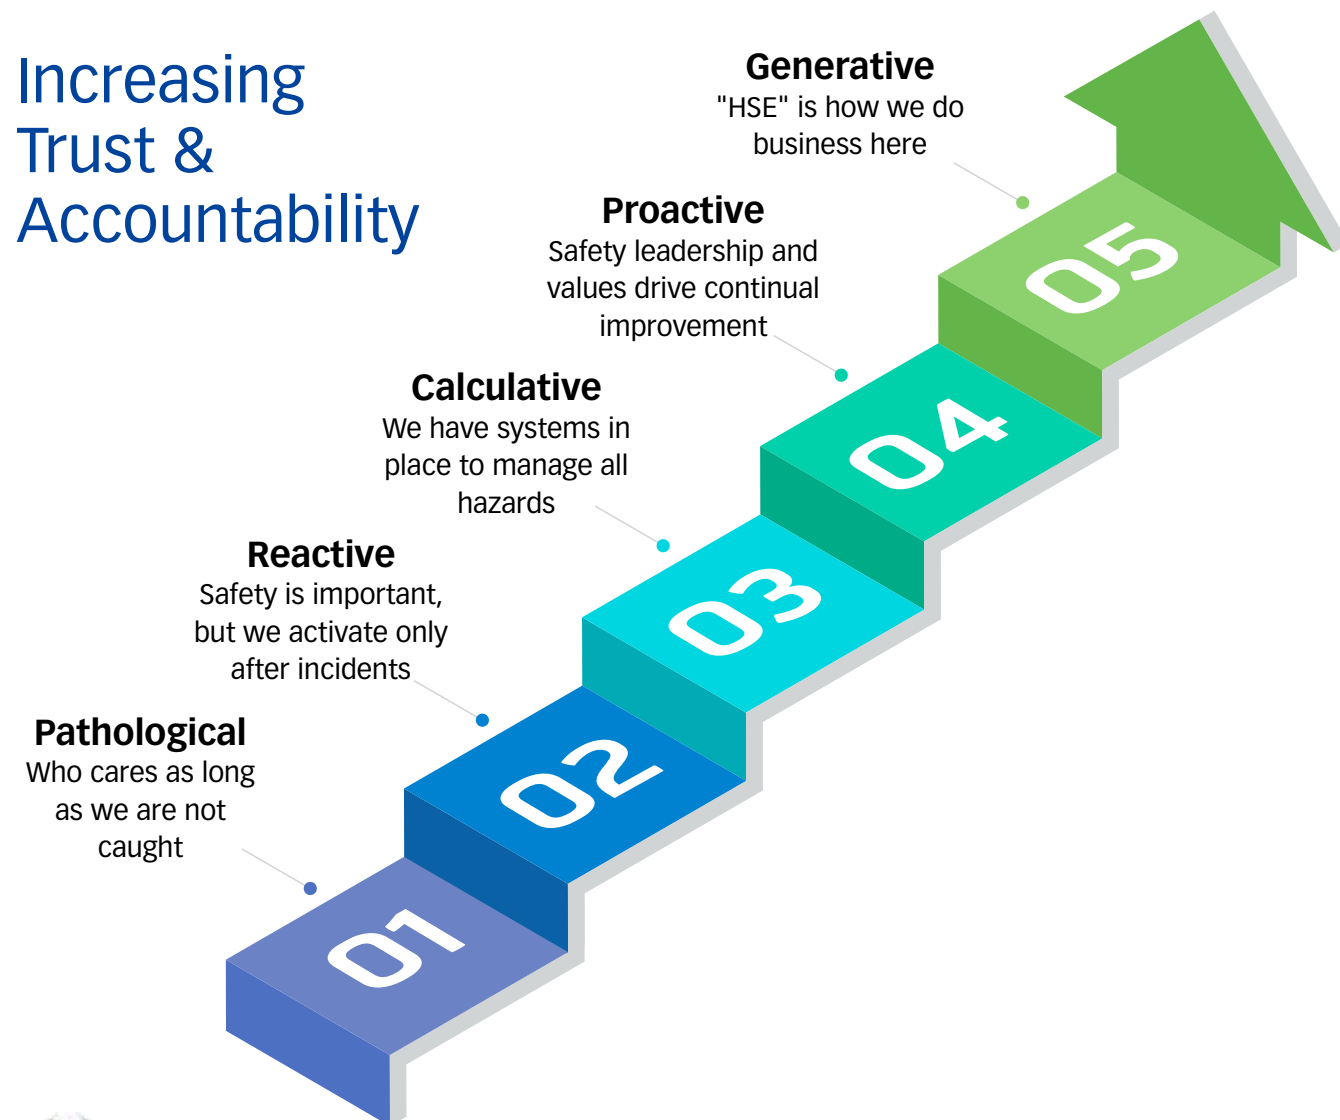 Increasing
Trust &
Accountability
Generative
"HSE" is how we do
business here
Proactive
Safety leadership and
values drive continual
improvement
Calculative
We have systems in
place to manage all
hazards
Reactive
Safety is important,
but we activate only
after incidents
Pathological
Who cares as long
as we are not
caught
05
04
03
02
01